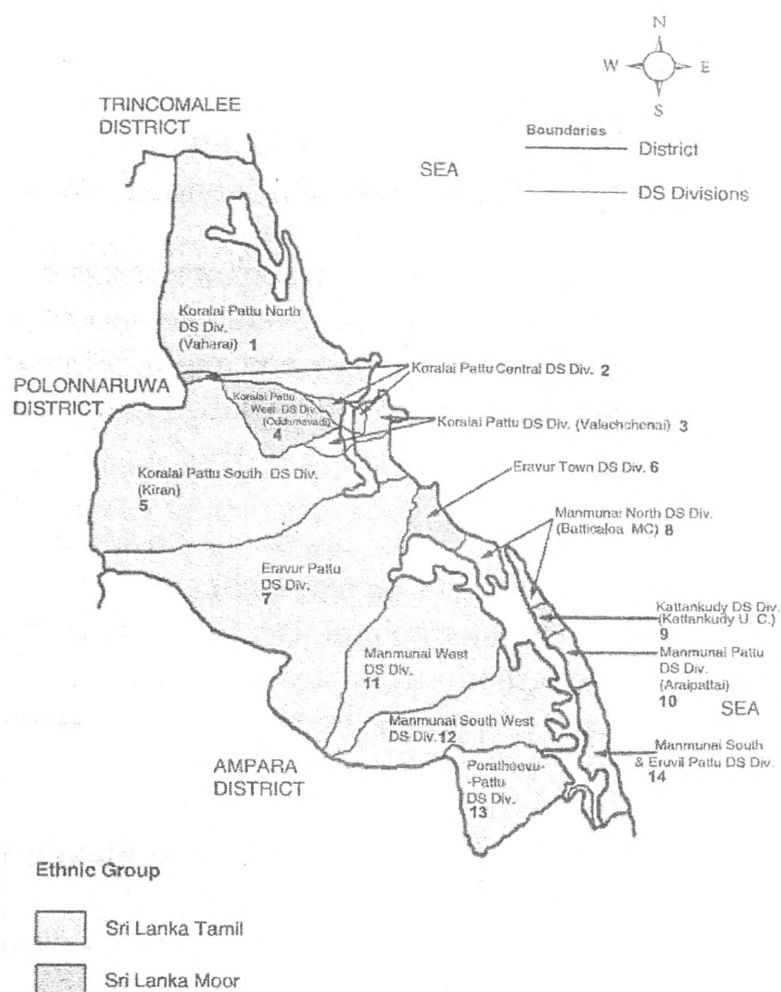 N
W E
S
TRINCOMALEE
DISTRICT
Boundaries
District
SEA
DS Divisions
Koralai Pattu North
DS Div.
(Vaharai) 1
Koralai Pattu Central DS Div. 2
POLONNARUWA
DISTRICT
Koralai Pattu
West DS Div.
(Oddamavadi)
4
Koralai Pattu DS Div. (Valachchenai) 3
Koralai Pattu South DS Div.
(Kiran)
5
Eravur Town DS Div. 6
Manmunai North DS Div.
(Batticaloa MC) 8
Eravur Pattu
DS Div.
7
Kattankudy DS Div.
(Kattankudy U. C.)
9
Manmunai West
DS Div.
11
Manmunai Pattu
DS Div.
(Araipattai)
10
SEA
Manmunai South West
DS Div. 12
Manmunai South
& Eruvil Pattu DS Div.
14
AMPARA
DISTRICT
Poratheevu-
-Pattu
DS Div.
13
Ethnic Group
Sri Lanka Tamil
Sri Lanka Moor